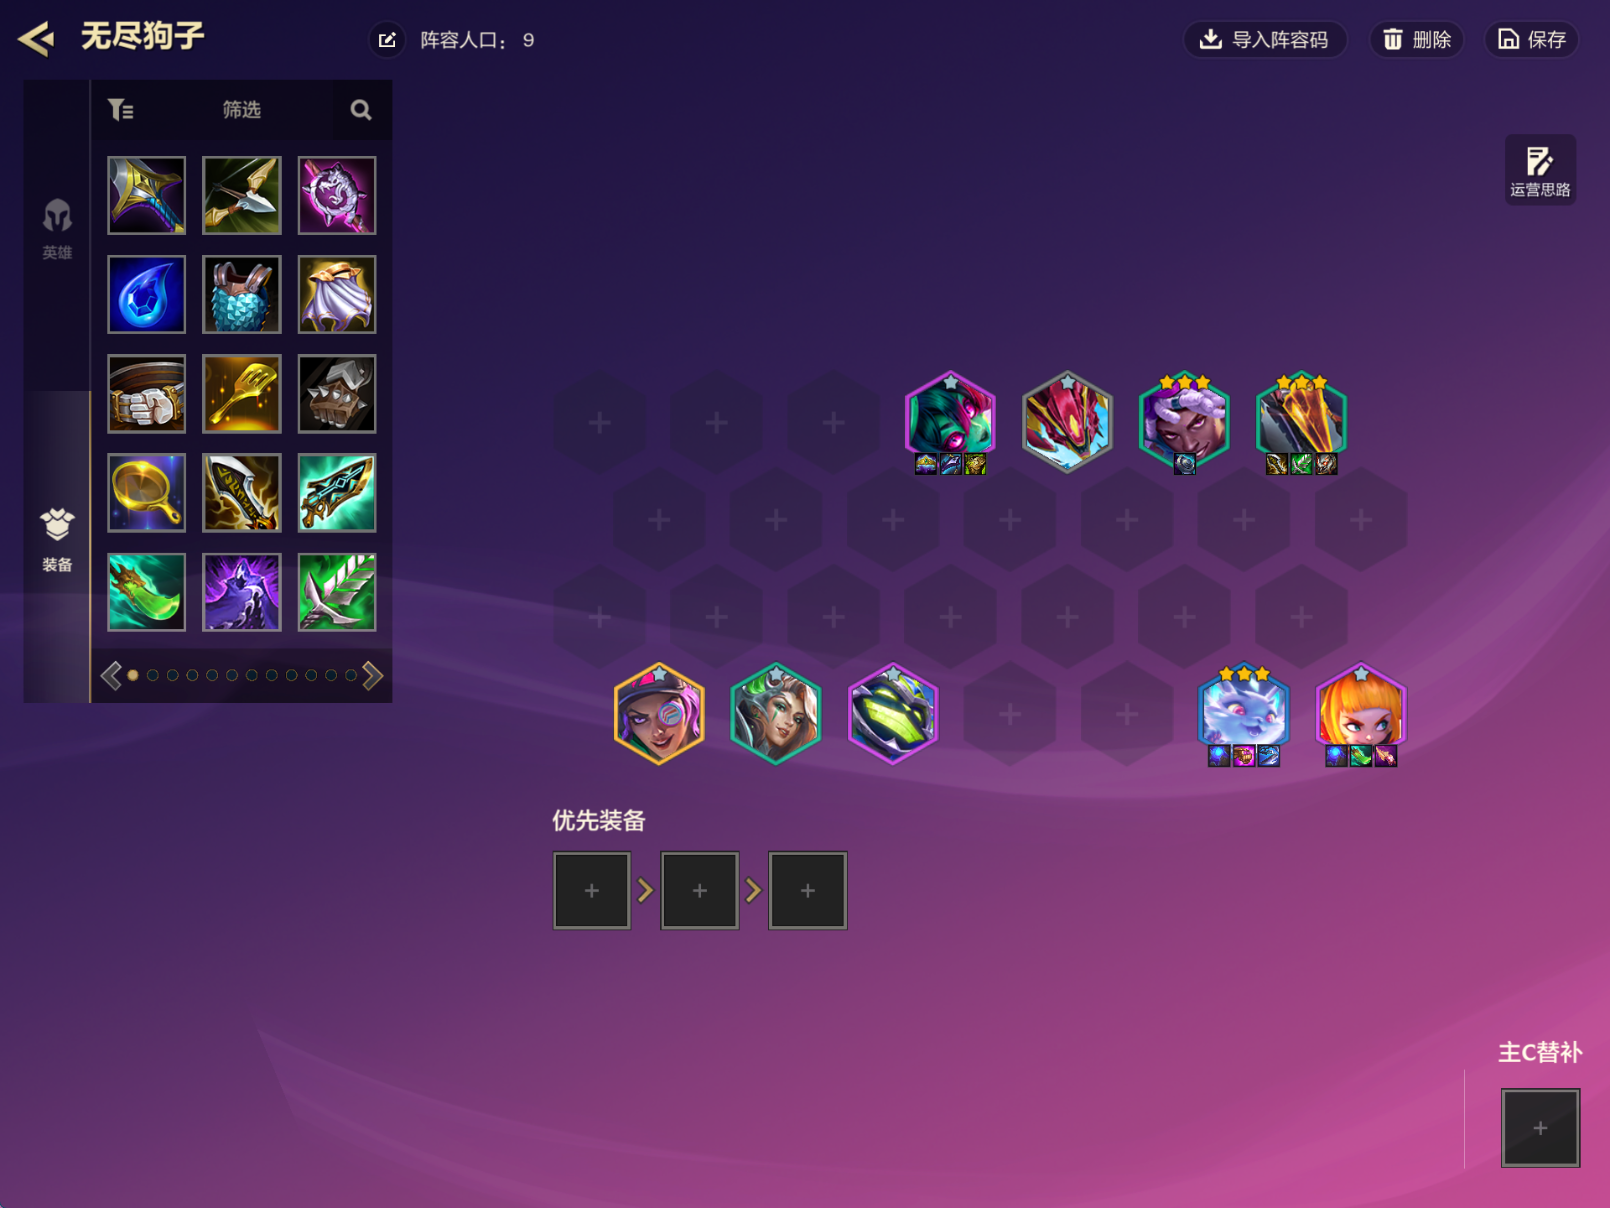 无尽狗子
阵容人口： 9
导入阵容码
删除
保存
筛选
英雄
装备
运营思路
优先装备
主C替补